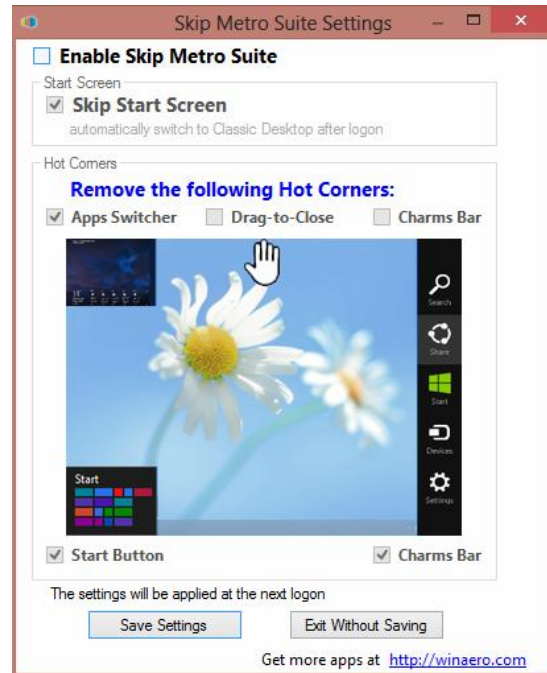 Skip Metro Suite Settings
Enable Skip Metro Suite
Start Screen
Skip Start Screen
automatically switch to Classic Desktop after logon
Hot Corners
Remove the following Hot Corners:
Apps Switcher Drag-to-Close Charms Bar
Search
Share
Start
Devices
Settings
Start
Start Button Charms Bar
The settings will be applied at the next logon
Save Settings Exit Without Saving
Get more apps at http://winaero.com